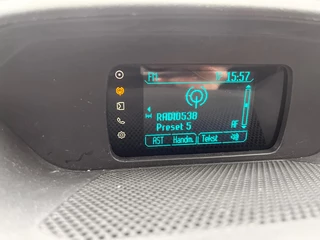 FM 15:57
RADIO538
Preset 5
AF
RST Handm. Tekst